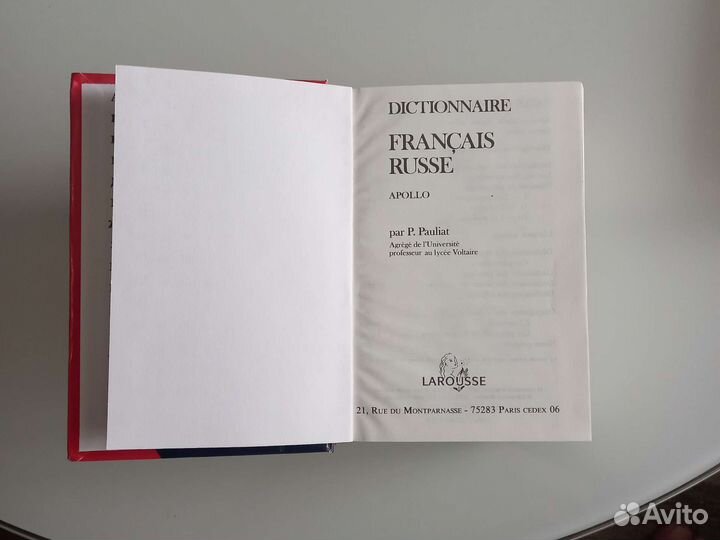 DICTIONNAIRE
FRANÇAIS
RUSSE
APOLLO
par P. Pauliat
Agrégé de l'Université
professeur au lycée Voltaire
LAROUSSE
21, RUE DU MONTPARNASSE - 75283 PARIS CEDEX 06
Avito